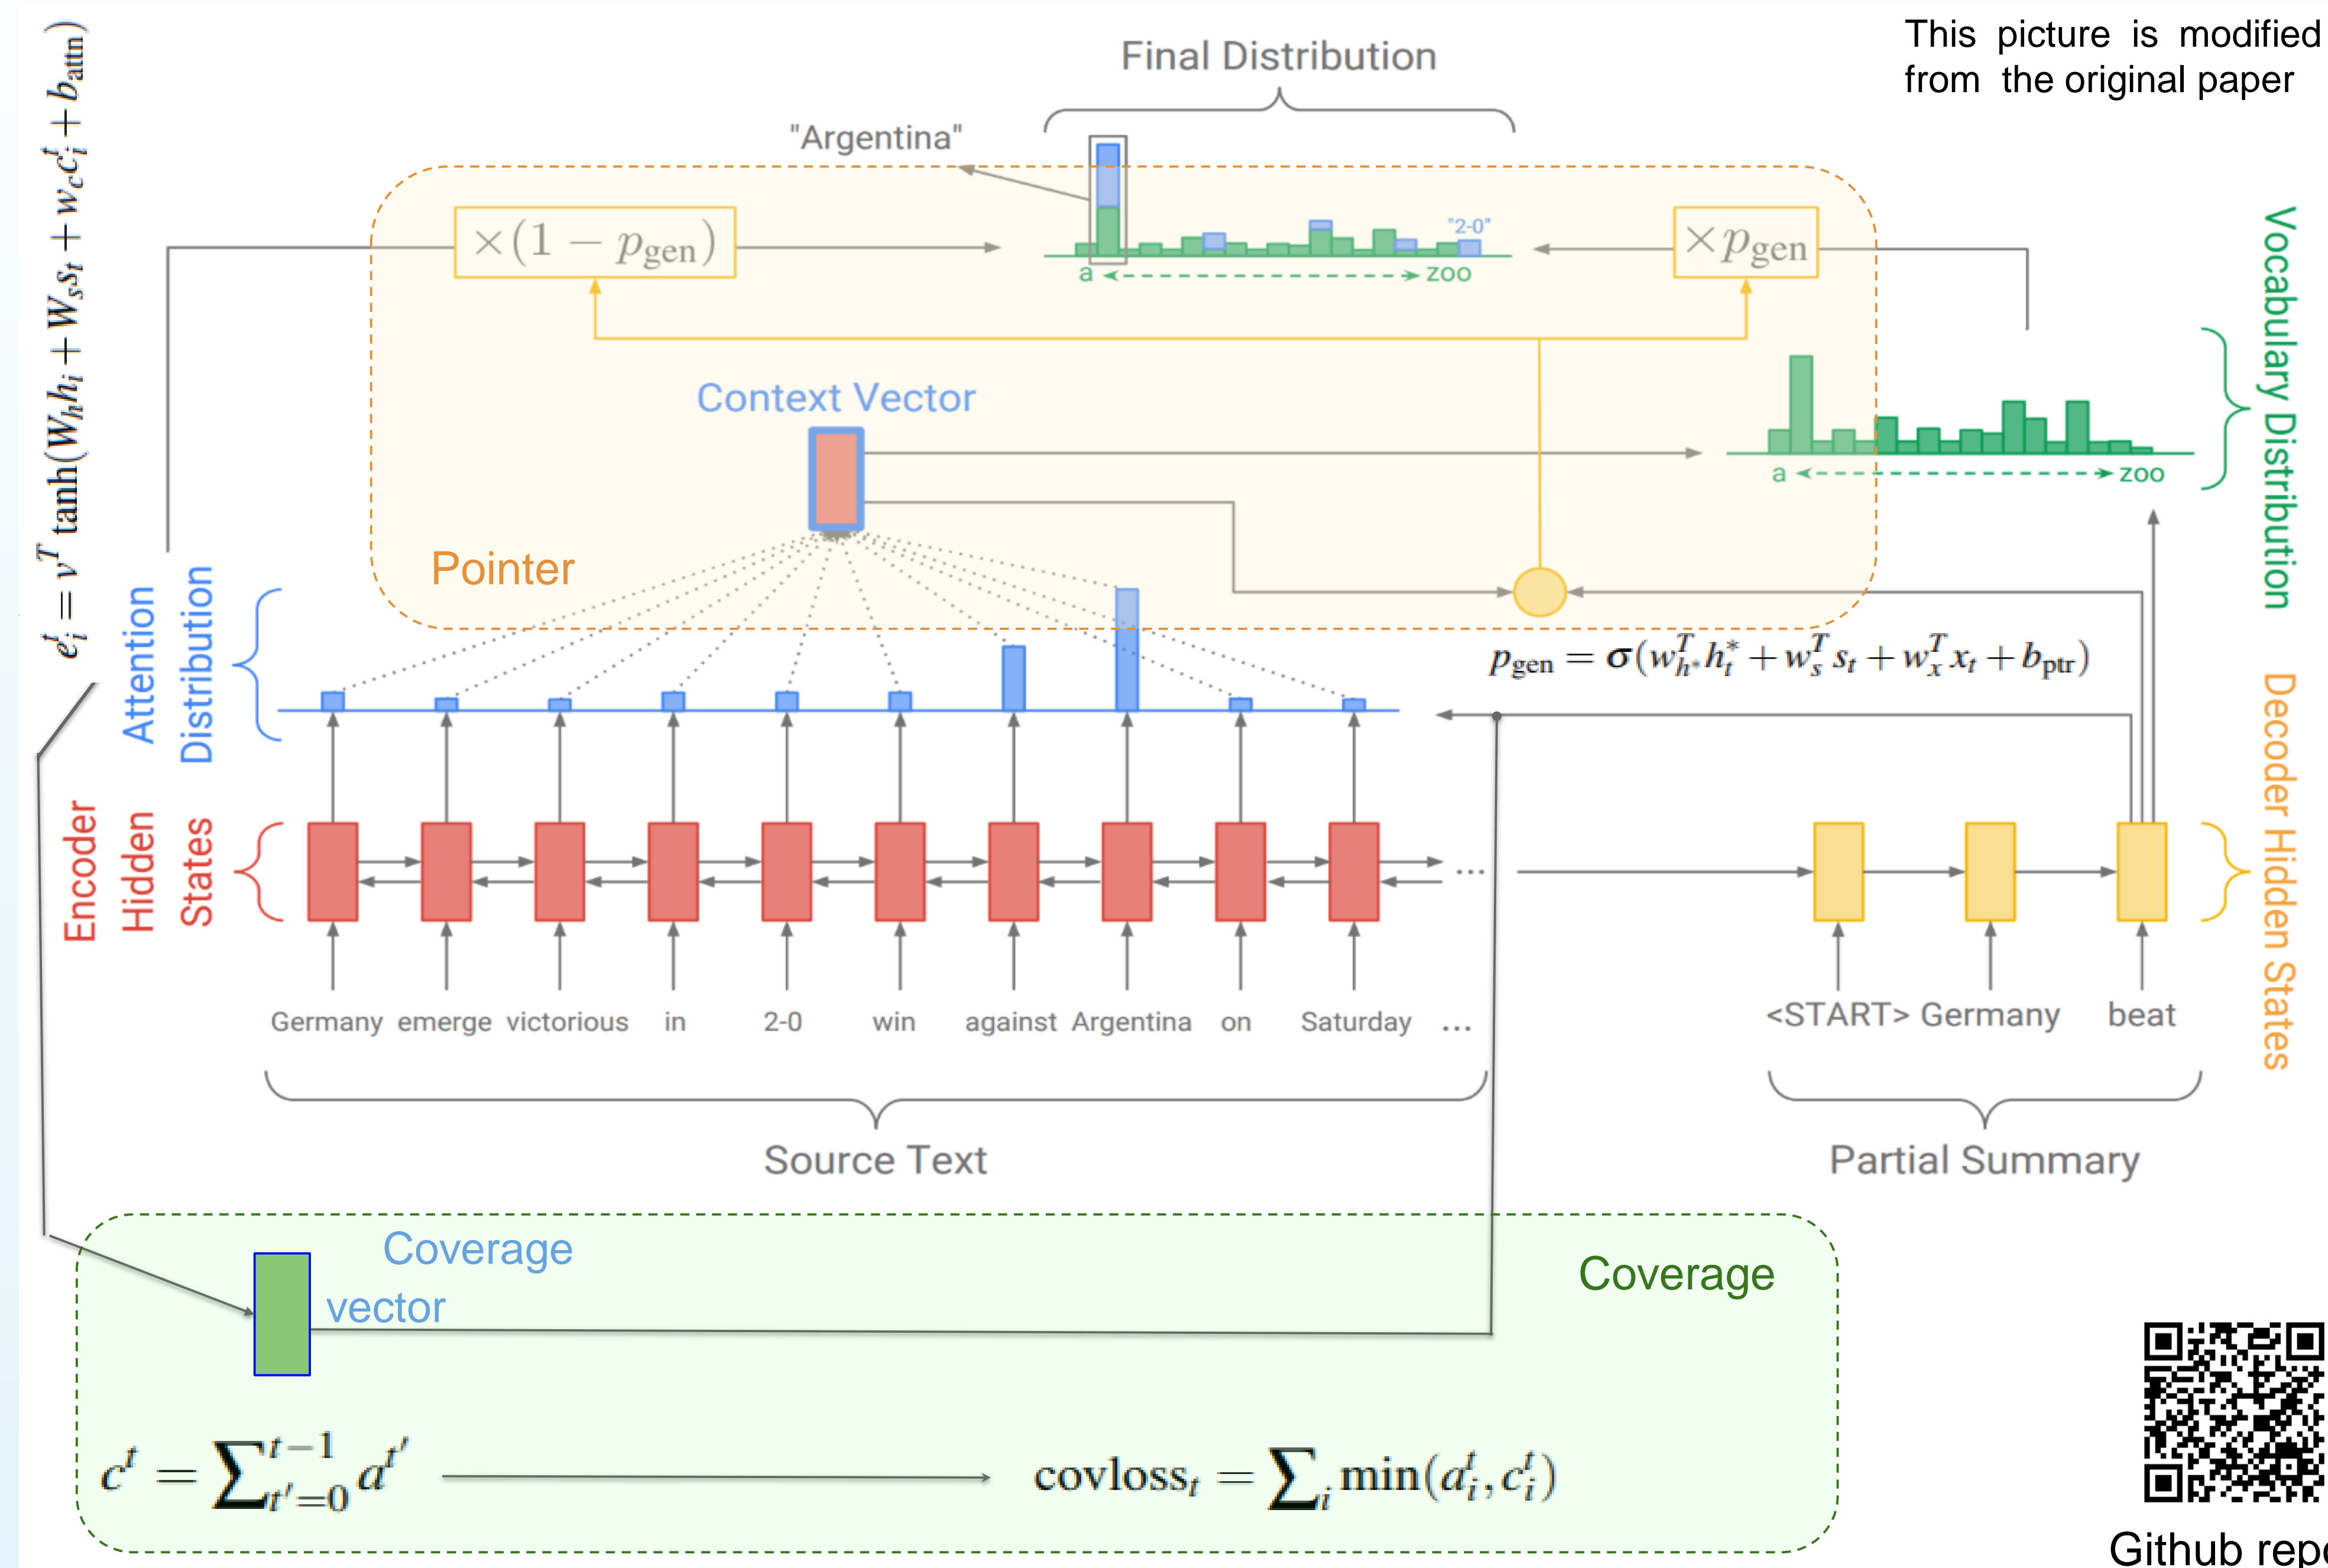 This picture is modified
from the original paper
Final Distribution
"Argentina"
×(1 − p_gen)
"2-0"
a
zoo
×p_gen
e_i^t = v^T tanh(W_h h_i + W_s s_t + w_c c_i^t + b_attn)
Context Vector
Pointer
a
zoo
Vocabulary Distribution
Attention
Distribution
p_gen = σ(w_{h*}^T h_t^* + w_s^T s_t + w_x^T x_t + b_ptr)
Encoder
Hidden
States
...
Decoder Hidden States
Germany emerge victorious in 2-0 win against Argentina on Saturday ...
<START> Germany beat
Source Text
Partial Summary
Coverage
vector
Coverage
c^t = ∑_{t'=0}^{t−1} a^{t'}
covloss_t = ∑_i min(a_i^t, c_i^t)
Github repo